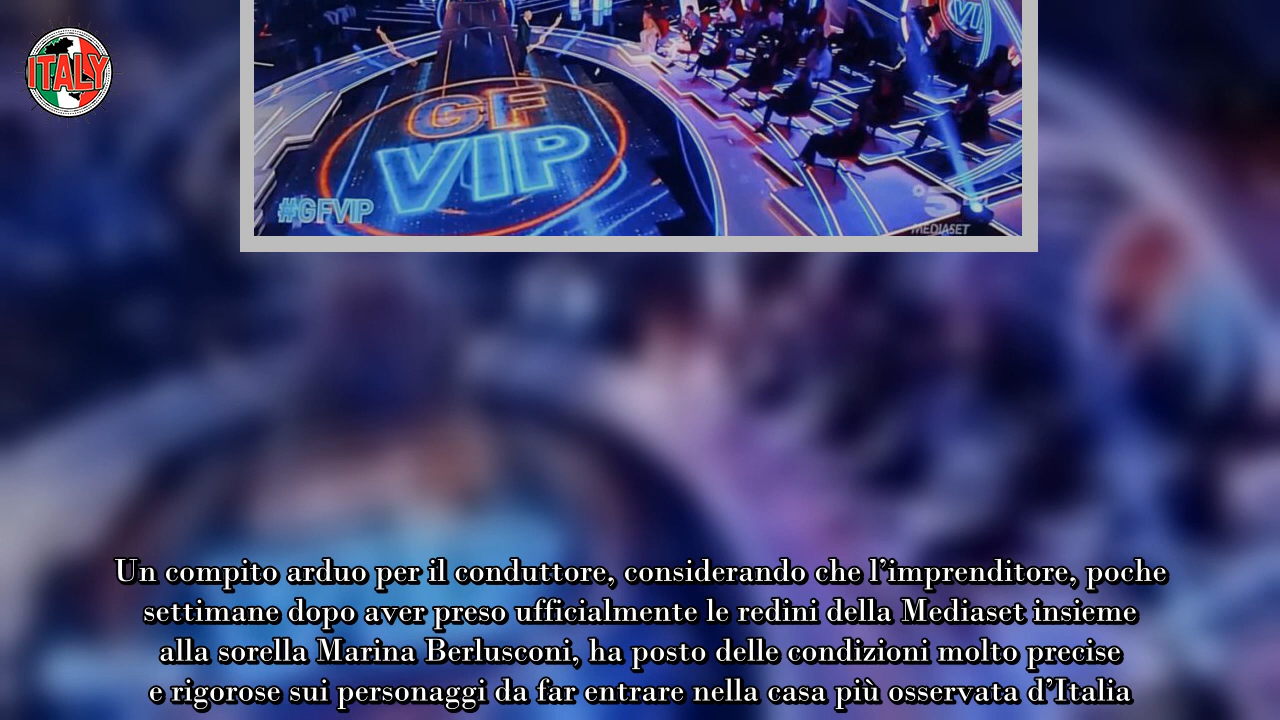 ITALY
VI
GF
VIP
#GFVIP
5
MEDIASET
Un compito arduo per il conduttore, considerando che l'imprenditore, poche
settimane dopo aver preso ufficialmente le redini della Mediaset insieme
alla sorella Marina Berlusconi, ha posto delle condizioni molto precise
e rigorose sui personaggi da far entrare nella casa più osservata d'Italia